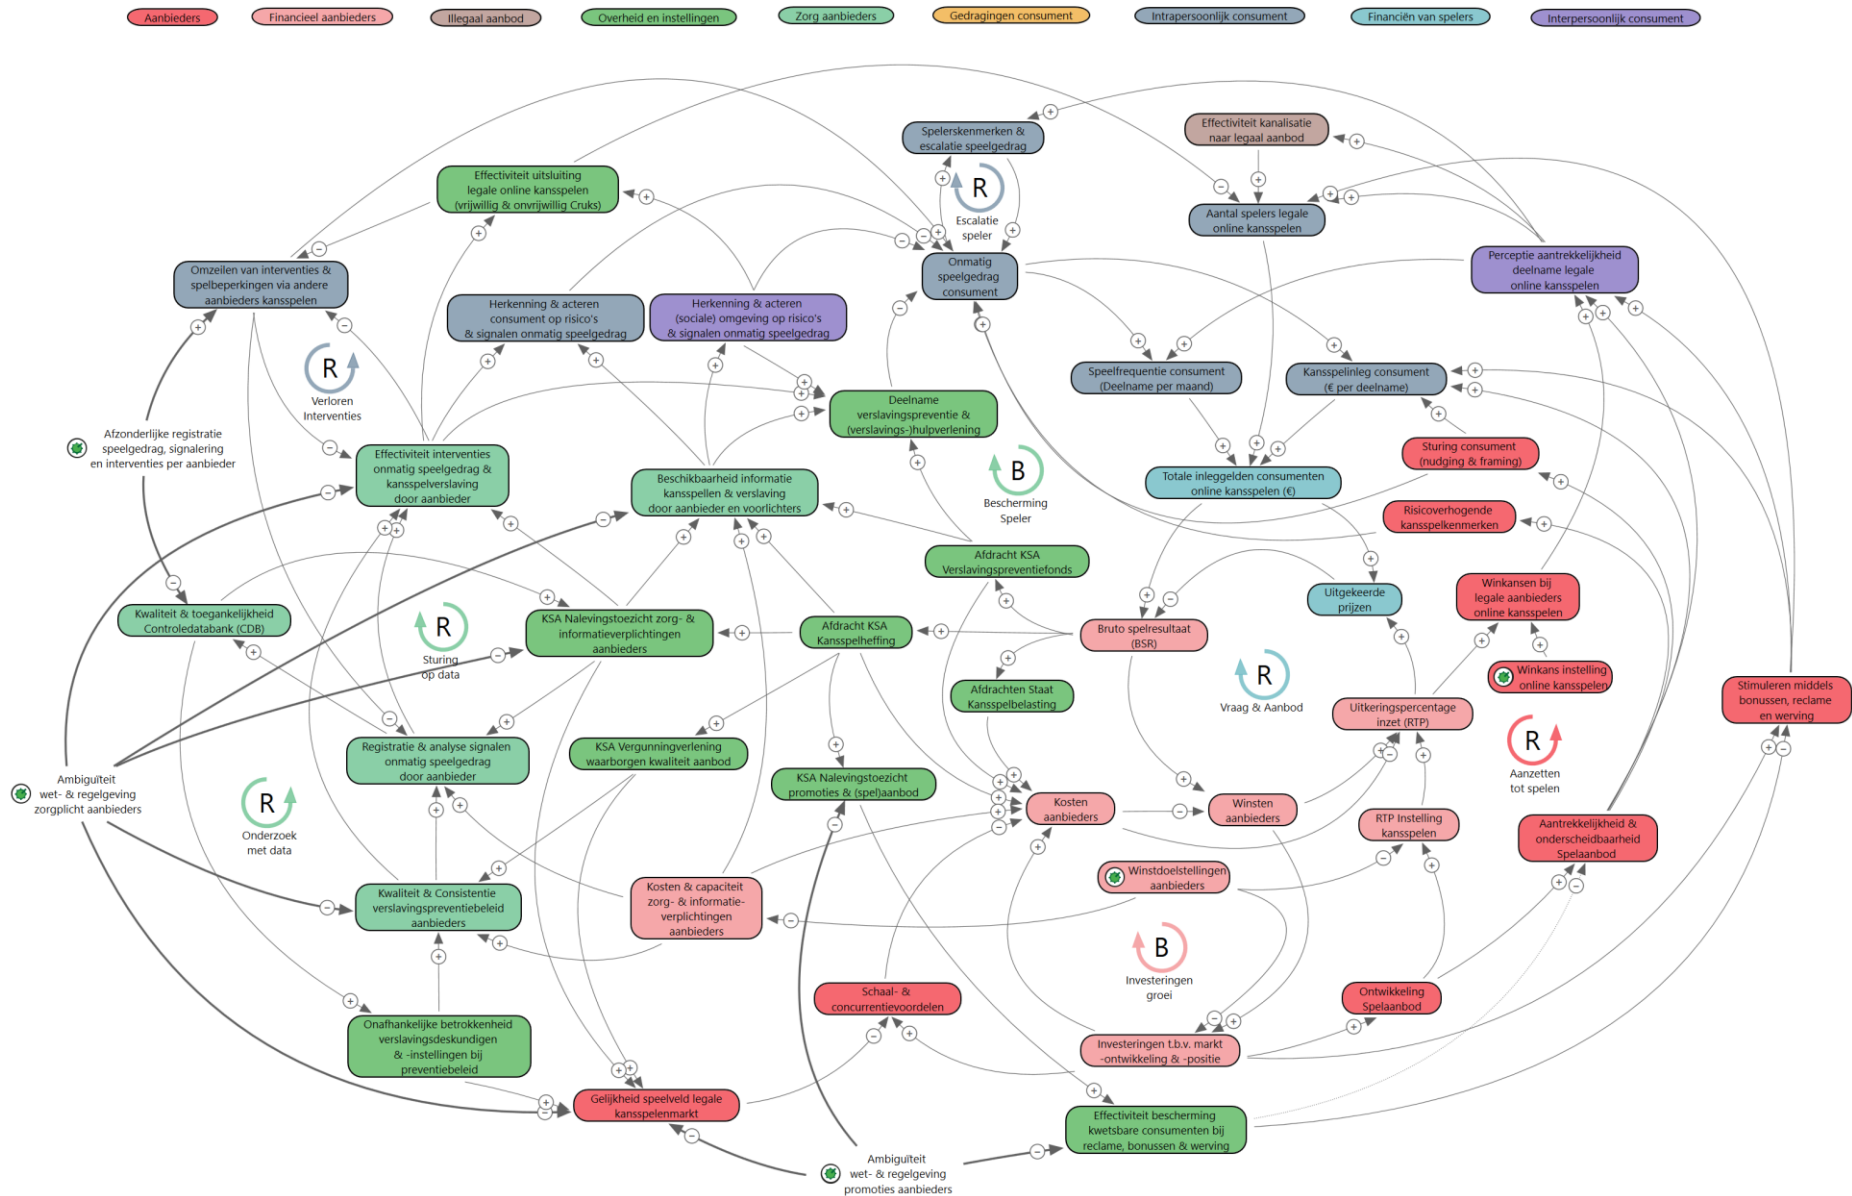 Aanbieders
Financieel aanbieders
Illegaal aanbod
Overheid en instellingen
Zorg aanbieders
Gedragingen consument
Intrapersoonlijk consument
Financiën van spelers
Interpersoonlijk consument
Spelerskenmerken &
escalatie speelgedrag
Effectiviteit kanalisatie
naar legaal aanbod
Effectiviteit uitsluiting
legale online kansspelen
(vrijwillig & onvrijwillig Cruks)
R
Escalatie
speler
Aantal spelers legale
online kansspelen
Omzeilen van interventies &
spelbeperkingen via andere
aanbieders kansspelen
Onmatig
speelgedrag
consument
Perceptie aantrekkelijkheid
deelname legale
online kansspelen
Herkenning & acteren
consument op risico's
& signalen onmatig speelgedrag
Herkenning & acteren
(sociale) omgeving op risico's
& signalen onmatig speelgedrag
R
Verloren
Interventies
Speelfrequentie consument
(Deelname per maand)
Kansspelinleg consument
(€ per deelname)
Deelname
verslavingspreventie &
(verslavings-)hulpverlening
Afzonderlijke registratie
speelgedrag, signalering
en interventies per aanbieder
Effectiviteit interventies
onmatig speelgedrag &
kansspelverslaving
door aanbieder
Sturing consument
(nudging & framing)
Beschikbaarheid informatie
kansspellen & verslaving
door aanbieder en voorlichters
B
Bescherming
Speler
Totale inleggelden consumenten
online kansspelen (€)
Risicoverhogende
kansspelkenmerken
Afdracht KSA
Verslavingspreventiefonds
Uitgekeerde
prijzen
Winkansen bij
legale aanbieders
online kansspelen
Kwaliteit & toegankelijkheid
Controledatabank (CDB)
R
Sturing
op data
KSA Nalevingstoezicht zorg- &
informatieverplichtingen
aanbieders
Afdracht KSA
Kansspelheffing
Bruto spelresultaat
(BSR)
Winkans instelling
online kansspelen
R
Vraag & Aanbod
Afdrachten Staat
Kansspelbelasting
Uitkeringspercentage
inzet (RTP)
Stimuleren middels
bonussen, reclame
en werving
R
Aanzetten
tot spelen
Registratie & analyse signalen
onmatig speelgedrag
door aanbieder
KSA Vergunningverlening
waarborgen kwaliteit aanbod
KSA Nalevingstoezicht
promoties & (spel)aanbod
Ambiguïteit
wet- & regelgeving
zorgplicht aanbieders
R
Onderzoek
met data
Kosten
aanbieders
Winsten
aanbieders
RTP Instelling
kansspelen
Aantrekkelijkheid &
onderscheidbaarheid
Spelaanbod
Winstdoelstellingen
aanbieders
Kwaliteit & Consistentie
verslavingspreventiebeleid
aanbieders
Kosten & capaciteit
zorg- & informatie-
verplichtingen
aanbieders
B
Investeringen
groei
Schaal- &
concurrentievoordelen
Ontwikkeling
Spelaanbod
Onafhankelijke betrokkenheid
verslavingsdeskundigen
& -instellingen bij
preventiebeleid
Investeringen t.b.v. markt
-ontwikkeling & -positie
Gelijkheid speelveld legale
kansspelenmarkt
Effectiviteit bescherming
kwetsbare consumenten bij
reclame, bonussen & werving
Ambiguïteit
wet- & regelgeving
promoties aanbieders